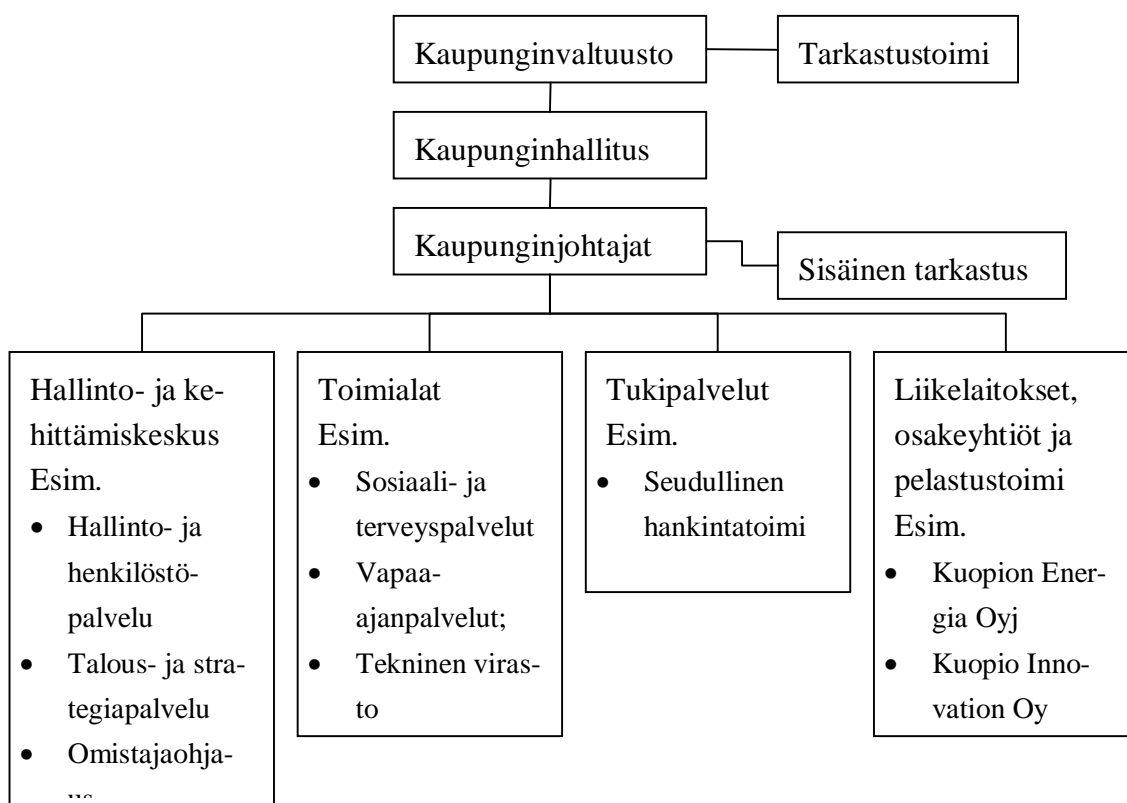 Kaupunginvaltuusto
Tarkastustoimi
Kaupunginhallitus
Kaupunginjohtajat
Sisäinen tarkastus
Hallinto- ja ke-
hittämiskeskus
Esim.
• Hallinto- ja
henkilöstö-
palvelu
• Talous- ja stra-
tegiapalvelu
• Omistajaohja-
us
Toimialat
Esim.
• Sosiaali- ja
terveyspalvelut
• Vapaa-
ajanpalvelut;
• Tekninen viras-
to
Tukipalvelut
Esim.
• Seudullinen
hankintatoimi
Liikelaitokset,
osakeyhtiöt ja
pelastustoimi
Esim.
• Kuopion Ener-
gia Oyj
• Kuopio Inno-
vation Oy